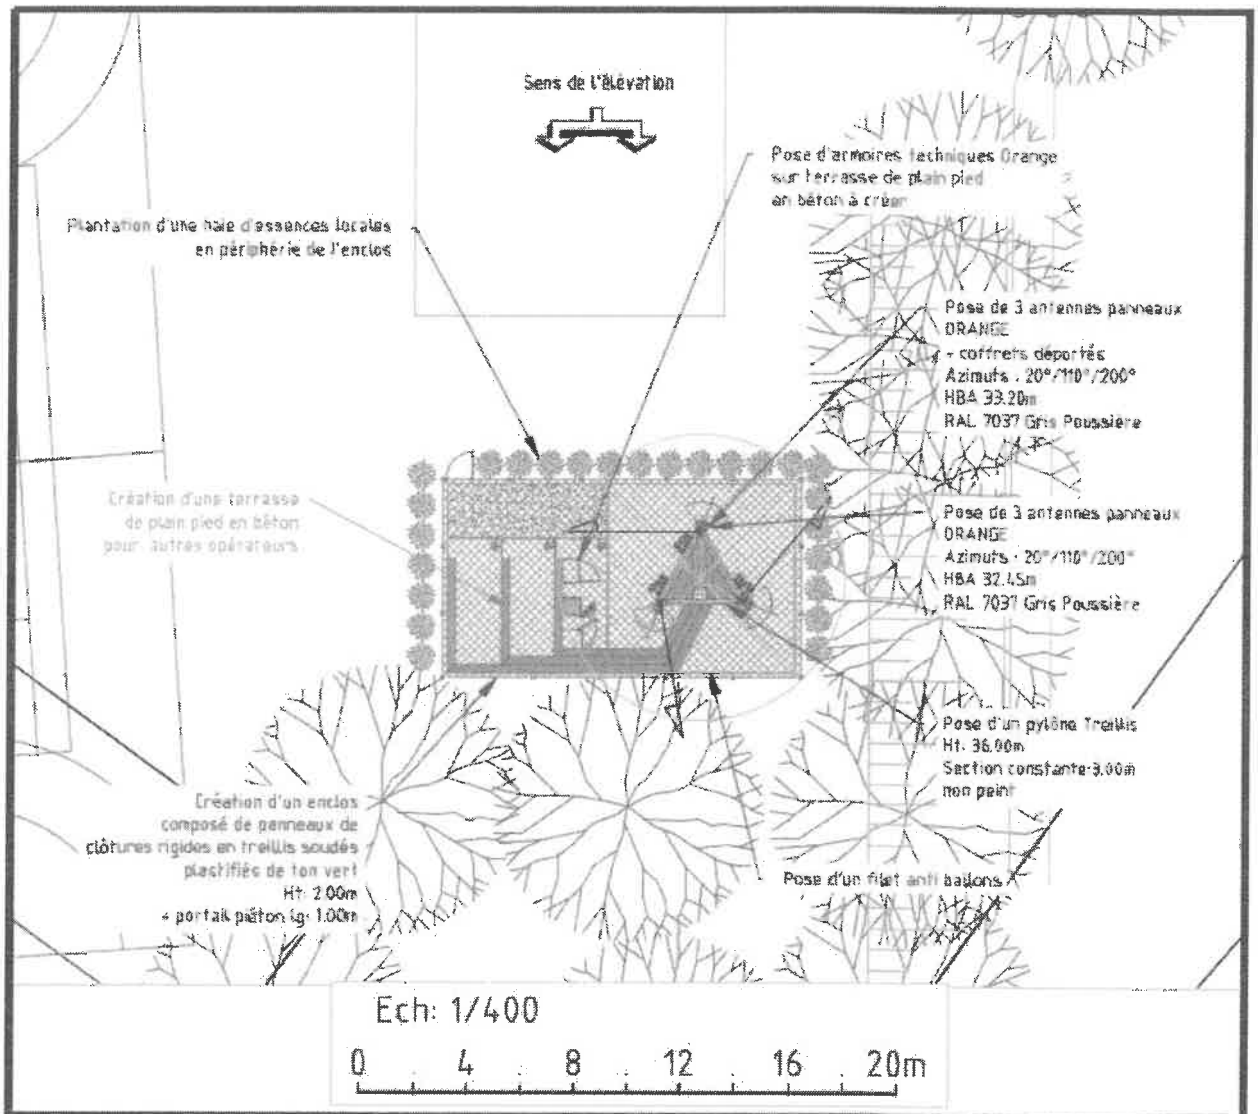 Sens de l'élévation
Pose d'armoires techniques Orange
sur terrasse de plain pied
en béton à créer
Plantation d'une haie d'essences locales
en périphérie de l'enclos
Pose de 3 antennes panneaux
ORANGE
+ coffrets déportés
Azimuts : 20°/110°/200°
HBA 33.20m
RAL 7037 Gris Poussière
Création d'une terrasse
de plain pied en béton
pour autres opérateurs
Pose de 3 antennes panneaux
ORANGE
Azimuts : 20°/110°/200°
HBA 32.45m
RAL 7037 Gris Poussière
Pose d'un pylône Treillis
Ht: 36.00m
Section constante:3.00m
non peint
Création d'un enclos
composé de panneaux de
clôtures rigides en treillis soudés
plastifiés de ton vert
Ht: 2.00m
+ portail piéton lg: 1.00m
Pose d'un filet anti ballons
Ech: 1/400
0 4 8 12 16 20m